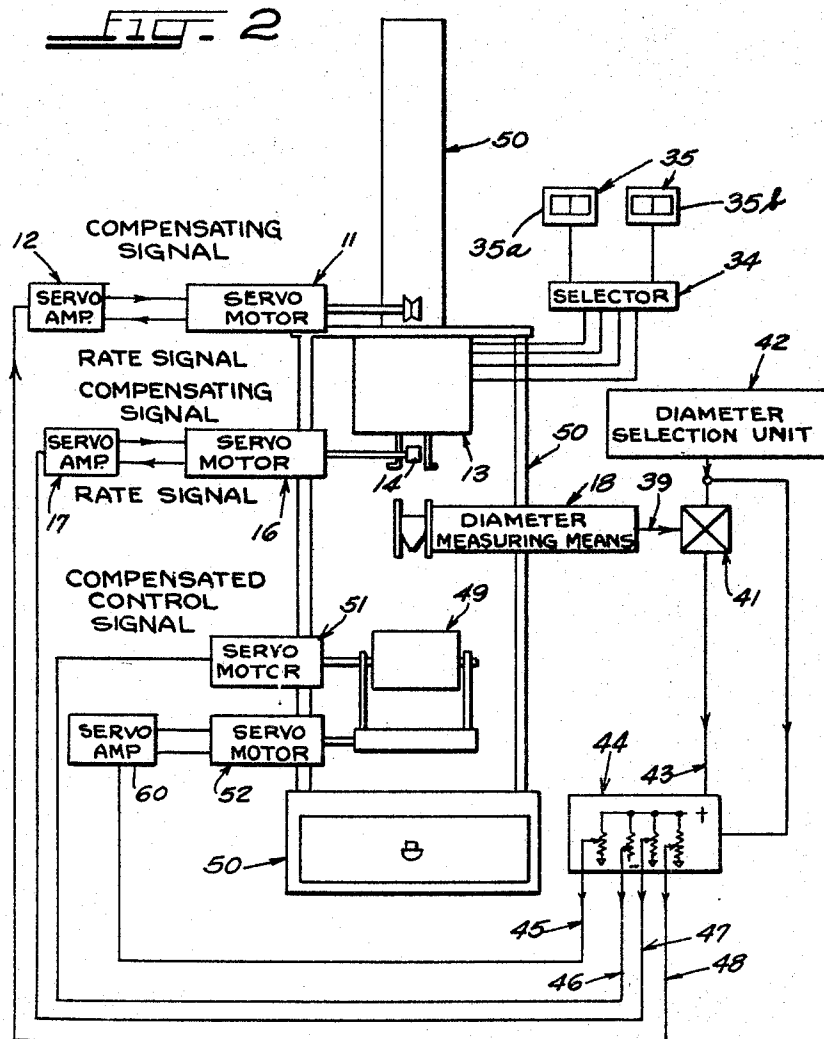 FIG. 2
50
35
35a
35b
COMPENSATING
SIGNAL
12
11
34
SERVO
AMP.
SERVO
MOTOR
SELECTOR
RATE SIGNAL
COMPENSATING
SIGNAL
42
DIAMETER
SELECTION UNIT
SERVO
AMP.
SERVO
MOTOR
50
14
13
RATE SIGNAL
17
16
18
39
DIAMETER
MEASURING MEANS
41
COMPENSATED
CONTROL
SIGNAL
51
49
SERVO
MOTOR
SERVO
AMP
SERVO
MOTOR
60
52
44
43
+
-
50
45
47
46
48